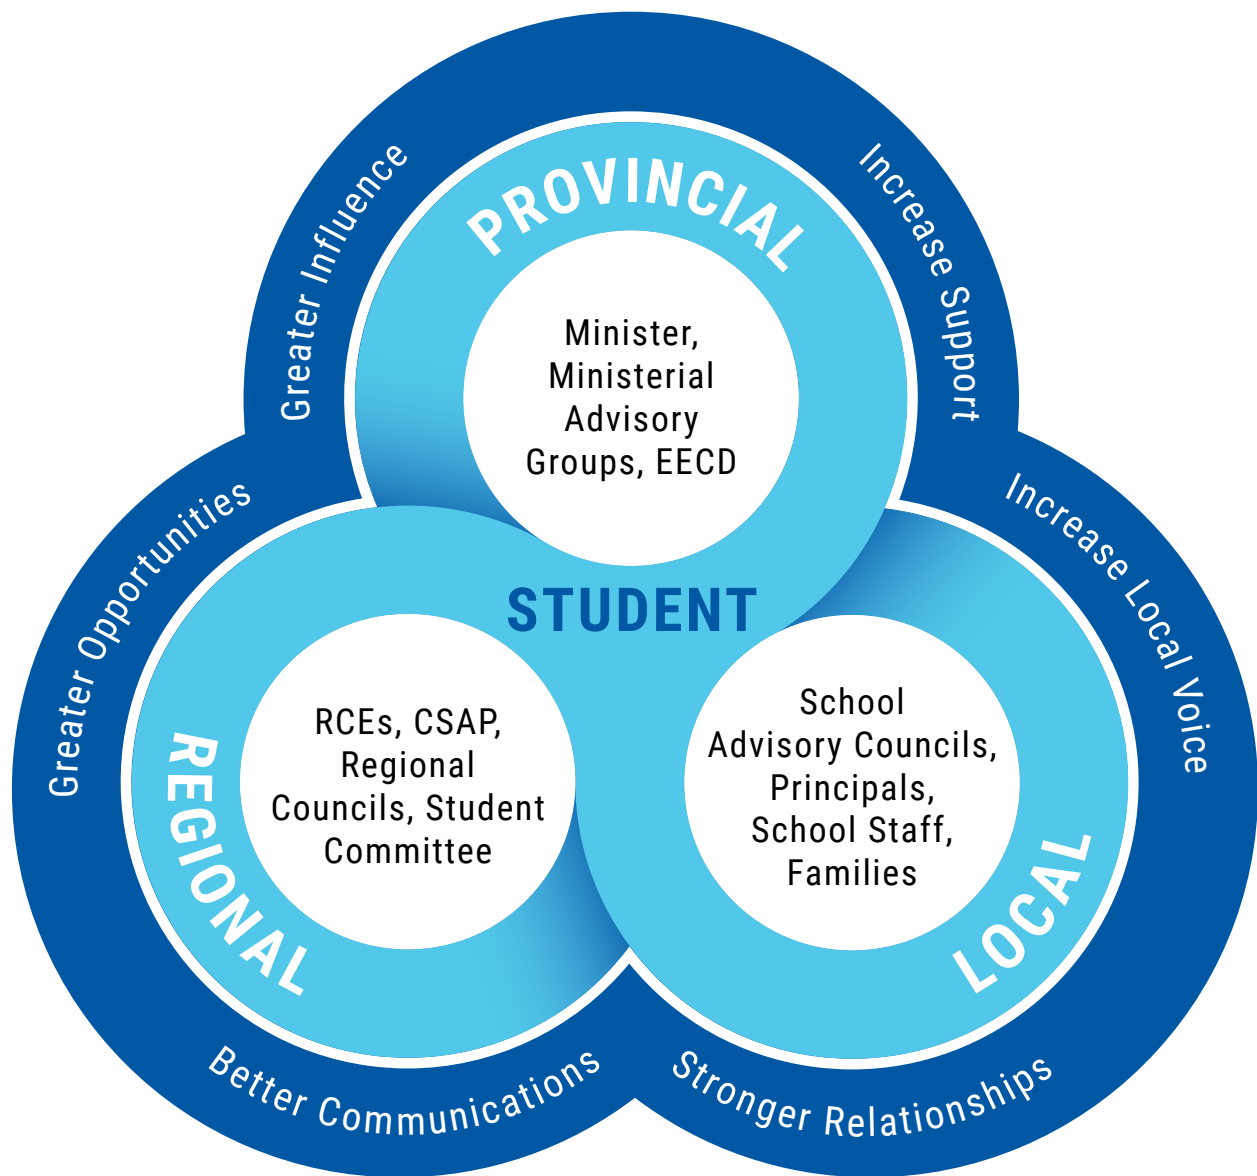 PROVINCIAL
Greater Influence
Increase Support
Minister,
Ministerial
Advisory
Groups, EECD
STUDENT
Greater Opportunities
Increase Local Voice
REGIONAL
RCEs, CSAP,
Regional
Councils, Student
Committee
School
Advisory Councils,
Principals,
School Staff,
Families
LOCAL
Better Communications
Stronger Relationships